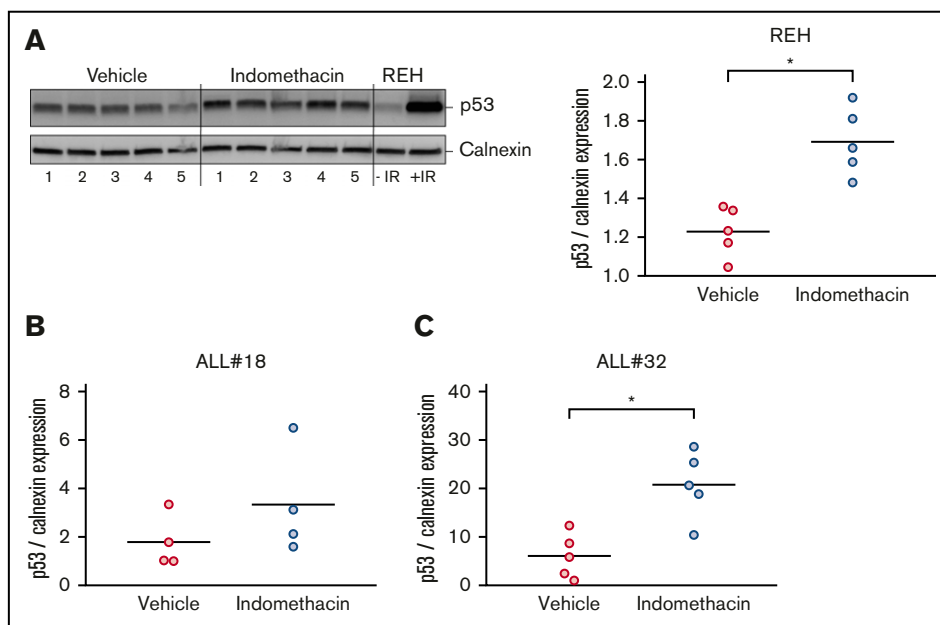 A
Vehicle Indomethacin REH
p53
Calnexin
1 2 3 4 5 1 2 3 4 5 - IR +IR
REH
*
2.0
1.8
1.6
1.4
1.2
1.0
p53 / calnexin expression
Vehicle Indomethacin
B
ALL#18
8
6
4
2
0
p53 / calnexin expression
Vehicle Indomethacin
C
ALL#32
*
40
30
20
10
0
p53 / calnexin expression
Vehicle Indomethacin